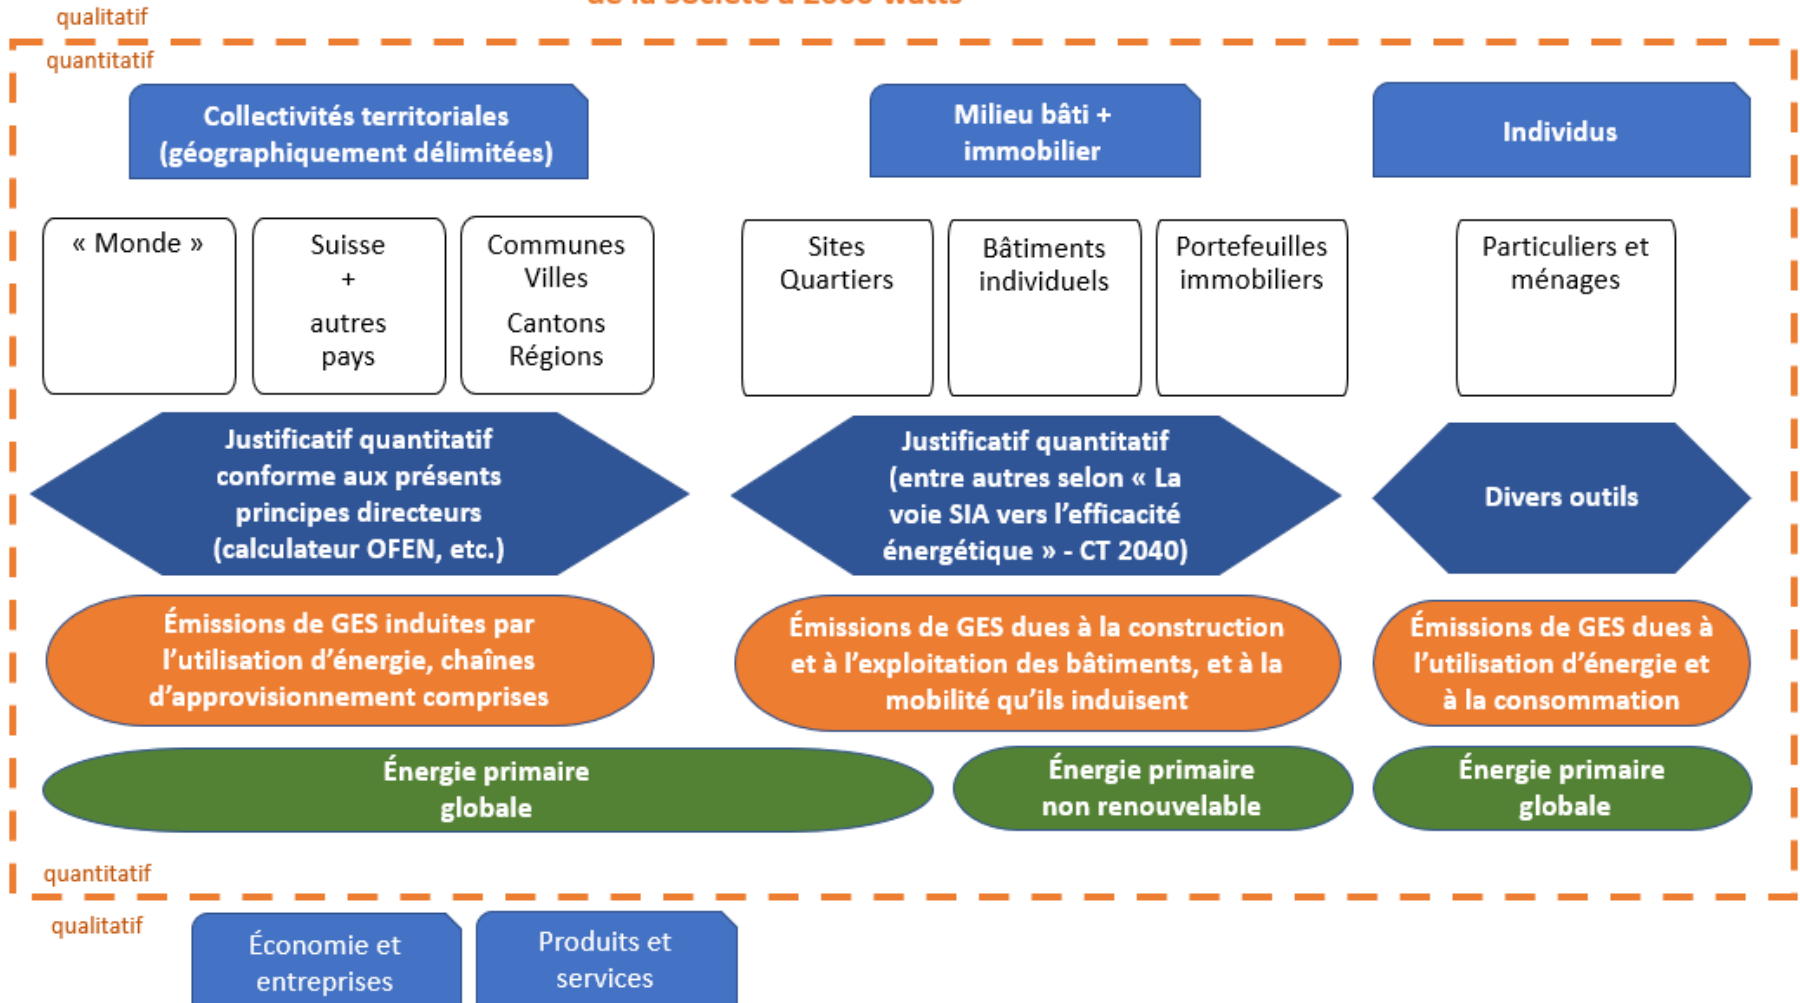 de la Société à 2000 watts
qualitatif
quantitatif
Collectivités territoriales
(géographiquement délimitées)
Milieu bâti +
immobilier
Individus
« Monde »
Suisse
+
autres
pays
Communes
Villes
Cantons
Régions
Sites
Quartiers
Bâtiments
individuels
Portefeuilles
immobiliers
Particuliers et
ménages
Justificatif quantitatif
conforme aux présents
principes directeurs
(calculateur OFEN, etc.)
Justificatif quantitatif
(entre autres selon « La
voie SIA vers l’efficacité
énergétique » - CT 2040)
Divers outils
Émissions de GES induites par
l’utilisation d’énergie, chaînes
d’approvisionnement comprises
Émissions de GES dues à la construction
et à l’exploitation des bâtiments, et à la
mobilité qu’ils induisent
Émissions de GES dues à
l’utilisation d’énergie et
à la consommation
Énergie primaire
globale
Énergie primaire
non renouvelable
Énergie primaire
globale
quantitatif
qualitatif
Économie et
entreprises
Produits et
services